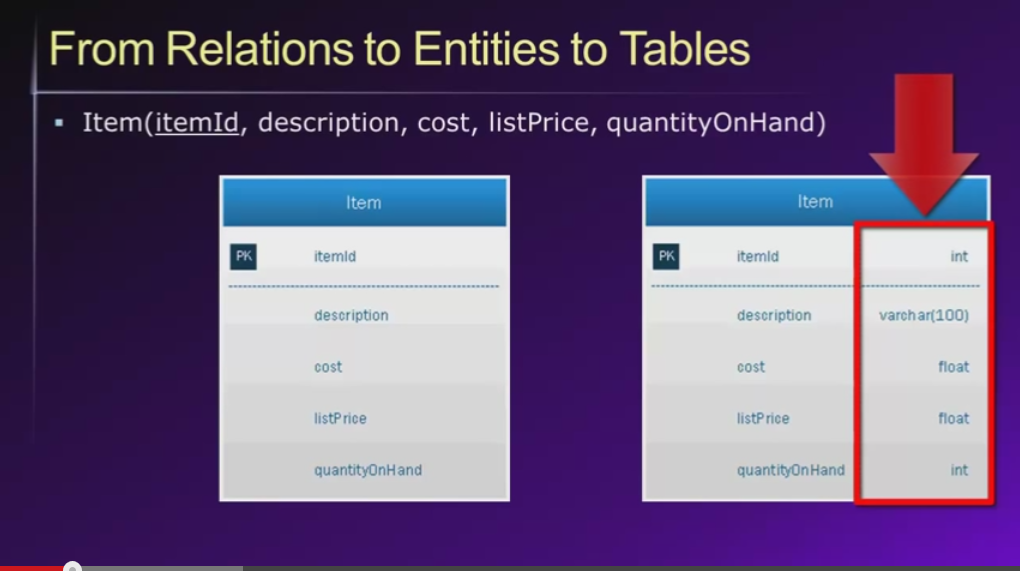 From Relations to Entities to Tables
▪ Item(itemId, description, cost, listPrice, quantityOnHand)
Item
PK itemId
description
cost
listPrice
quantityOnHand
Item
PK itemId int
description varchar(100)
cost float
listPrice float
quantityOnHand int